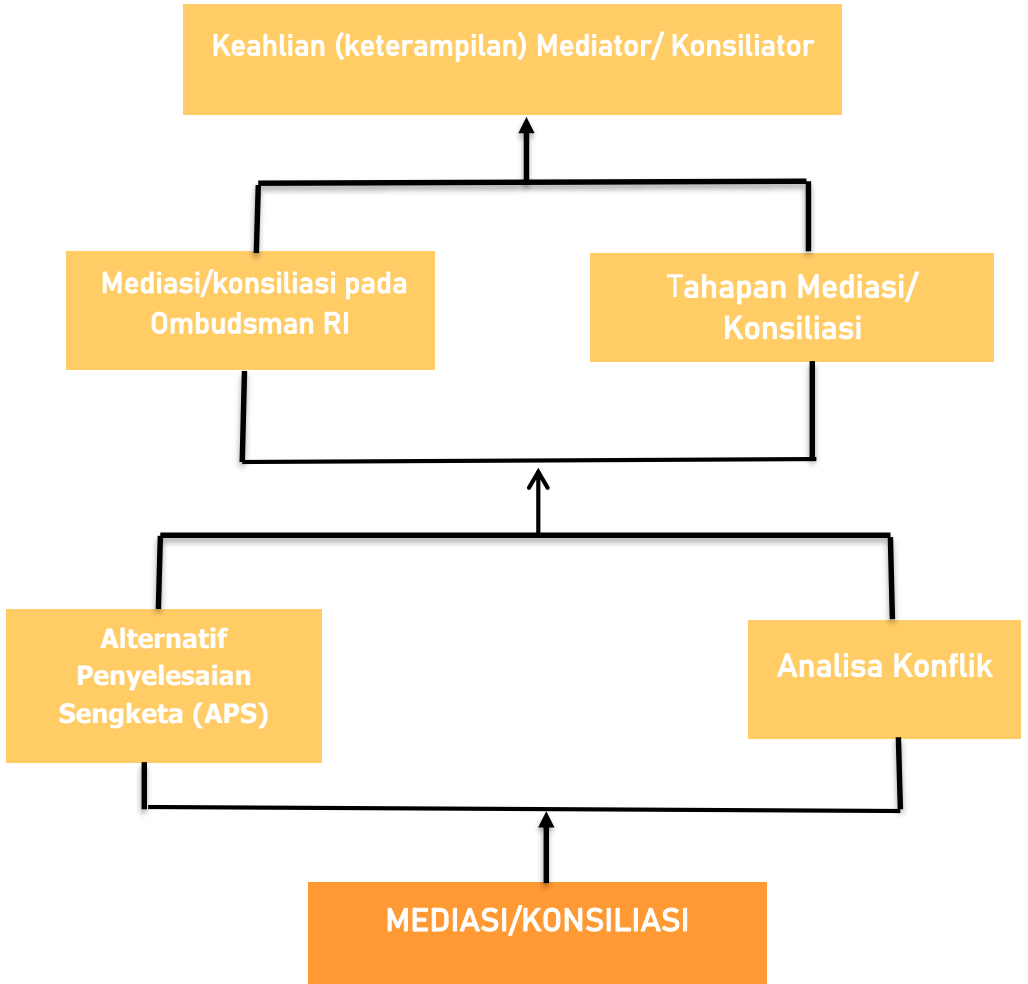 Keahlian (keterampilan) Mediator/ Konsiliator
Mediasi/konsiliasi pada
Ombudsman RI
Tahapan Mediasi/
Konsiliasi
Alternatif
Penyelesaian
Sengketa (APS)
Analisa Konflik
MEDIASI/KONSILIASI